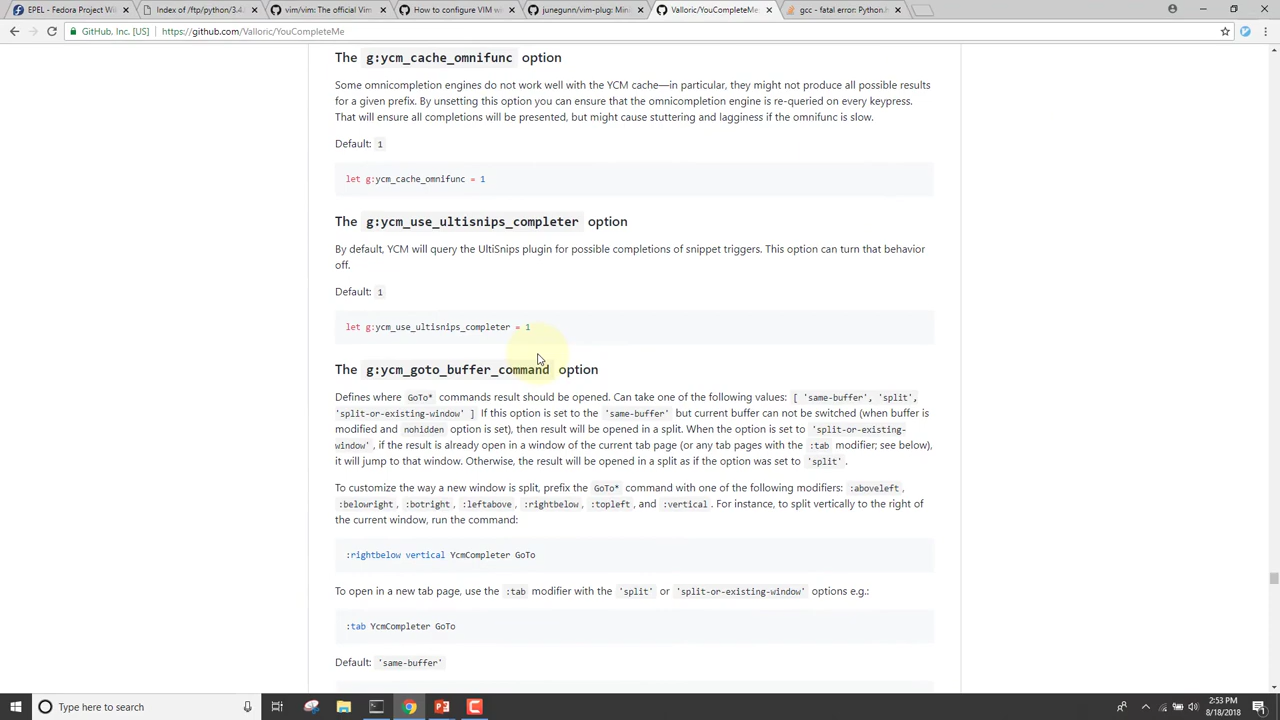 EPEL - Fedora Project Wi
Index of /ftp/python/3.4.
vim/vim: The official Vim
How to configure VIM w
junegunn/vim-plug: Min
Valloric/YouCompleteMe:
gcc - fatal error: Python.h
GitHub, Inc. [US] https://github.com/Valloric/YouCompleteMe
The g:ycm_cache_omnifunc option
Some omnicompletion engines do not work well with the YCM cache—in particular, they might not produce all possible results
for a given prefix. By unsetting this option you can ensure that the omnicompletion engine is re-queried on every keypress.
That will ensure all completions will be presented, but might cause stuttering and lagginess if the omnifunc is slow.
Default: 1
let g:ycm_cache_omnifunc = 1
The g:ycm_use_ultisnips_completer option
By default, YCM will query the UltiSnips plugin for possible completions of snippet triggers. This option can turn that behavior
off.
Default: 1
let g:ycm_use_ultisnips_completer = 1
The g:ycm_goto_buffer_command option
Defines where GoTo* commands result should be opened. Can take one of the following values: [ 'same-buffer', 'split',
'split-or-existing-window' ] If this option is set to the 'same-buffer' but current buffer can not be switched (when buffer is
modified and nohidden option is set), then result will be opened in a split. When the option is set to 'split-or-existing-
window', if the result is already open in a window of the current tab page (or any tab pages with the :tab modifier; see below),
it will jump to that window. Otherwise, the result will be opened in a split as if the option was set to 'split'.
To customize the way a new window is split, prefix the GoTo* command with one of the following modifiers: :aboveleft,
:belowright, :botright, :leftabove, :rightbelow, :topleft, and :vertical. For instance, to split vertically to the right of
the current window, run the command:
:rightbelow vertical YcmCompleter GoTo
To open in a new tab page, use the :tab modifier with the 'split' or 'split-or-existing-window' options e.g.:
:tab YcmCompleter GoTo
Default: 'same-buffer'
Type here to search
2:53 PM
8/18/2018